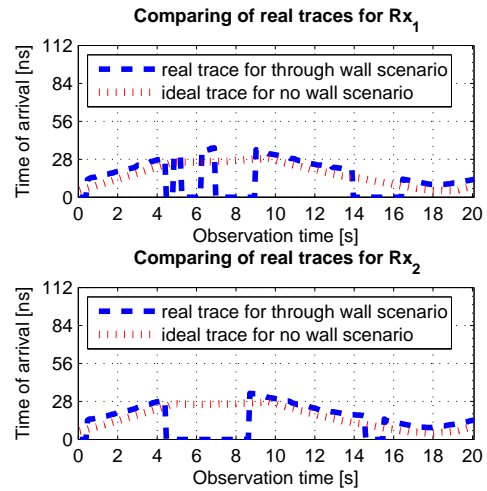 Comparing of real traces for Rx1
112
84
56
28
0
Time of arrival [ns]
real trace for through wall scenario
ideal trace for no wall scenario
0 2 4 6 8 10 12 14 16 18 20
Observation time [s]
Comparing of real traces for Rx2
112
84
56
28
0
Time of arrival [ns]
real trace for through wall scenario
ideal trace for no wall scenario
0 2 4 6 8 10 12 14 16 18 20
Observation time [s]